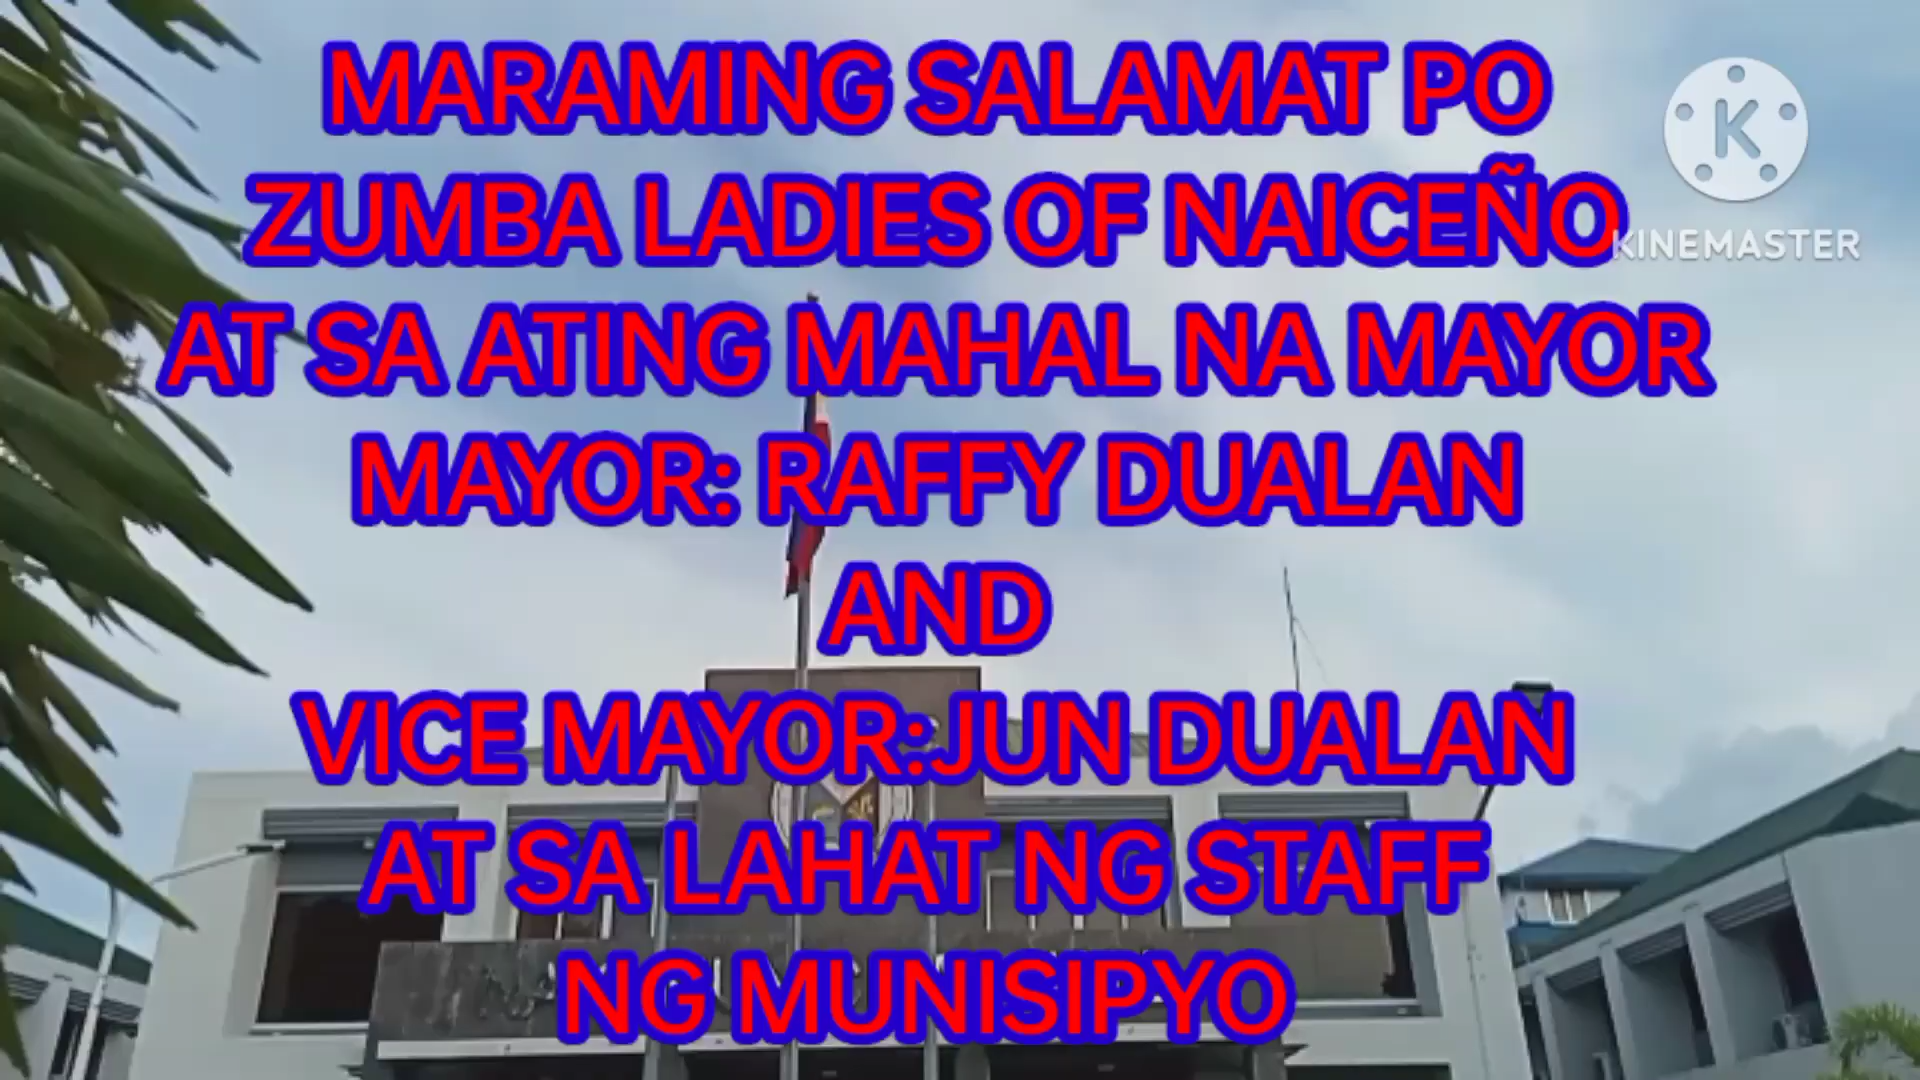 MARAMING SALAMAT PO
ZUMBA LADIES OF NAICEÑO
AT SA ATING MAHAL NA MAYOR
MAYOR: RAFFY DUALAN
AND
VICE MAYOR:JUN DUALAN
AT SA LAHAT NG STAFF
NG MUNISIPYO
K
KINEMASTER